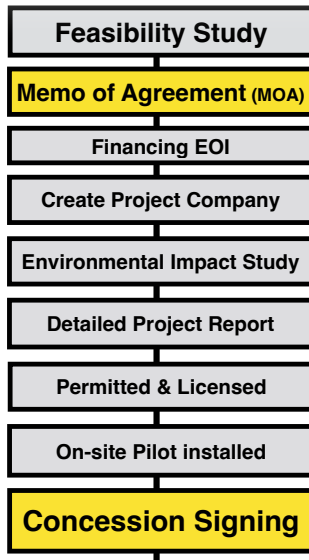 Feasibility Study
Memo of Agreement (MOA)
Financing EOI
Create Project Company
Environmental Impact Study
Detailed Project Report
Permitted & Licensed
On-site Pilot installed
Concession Signing